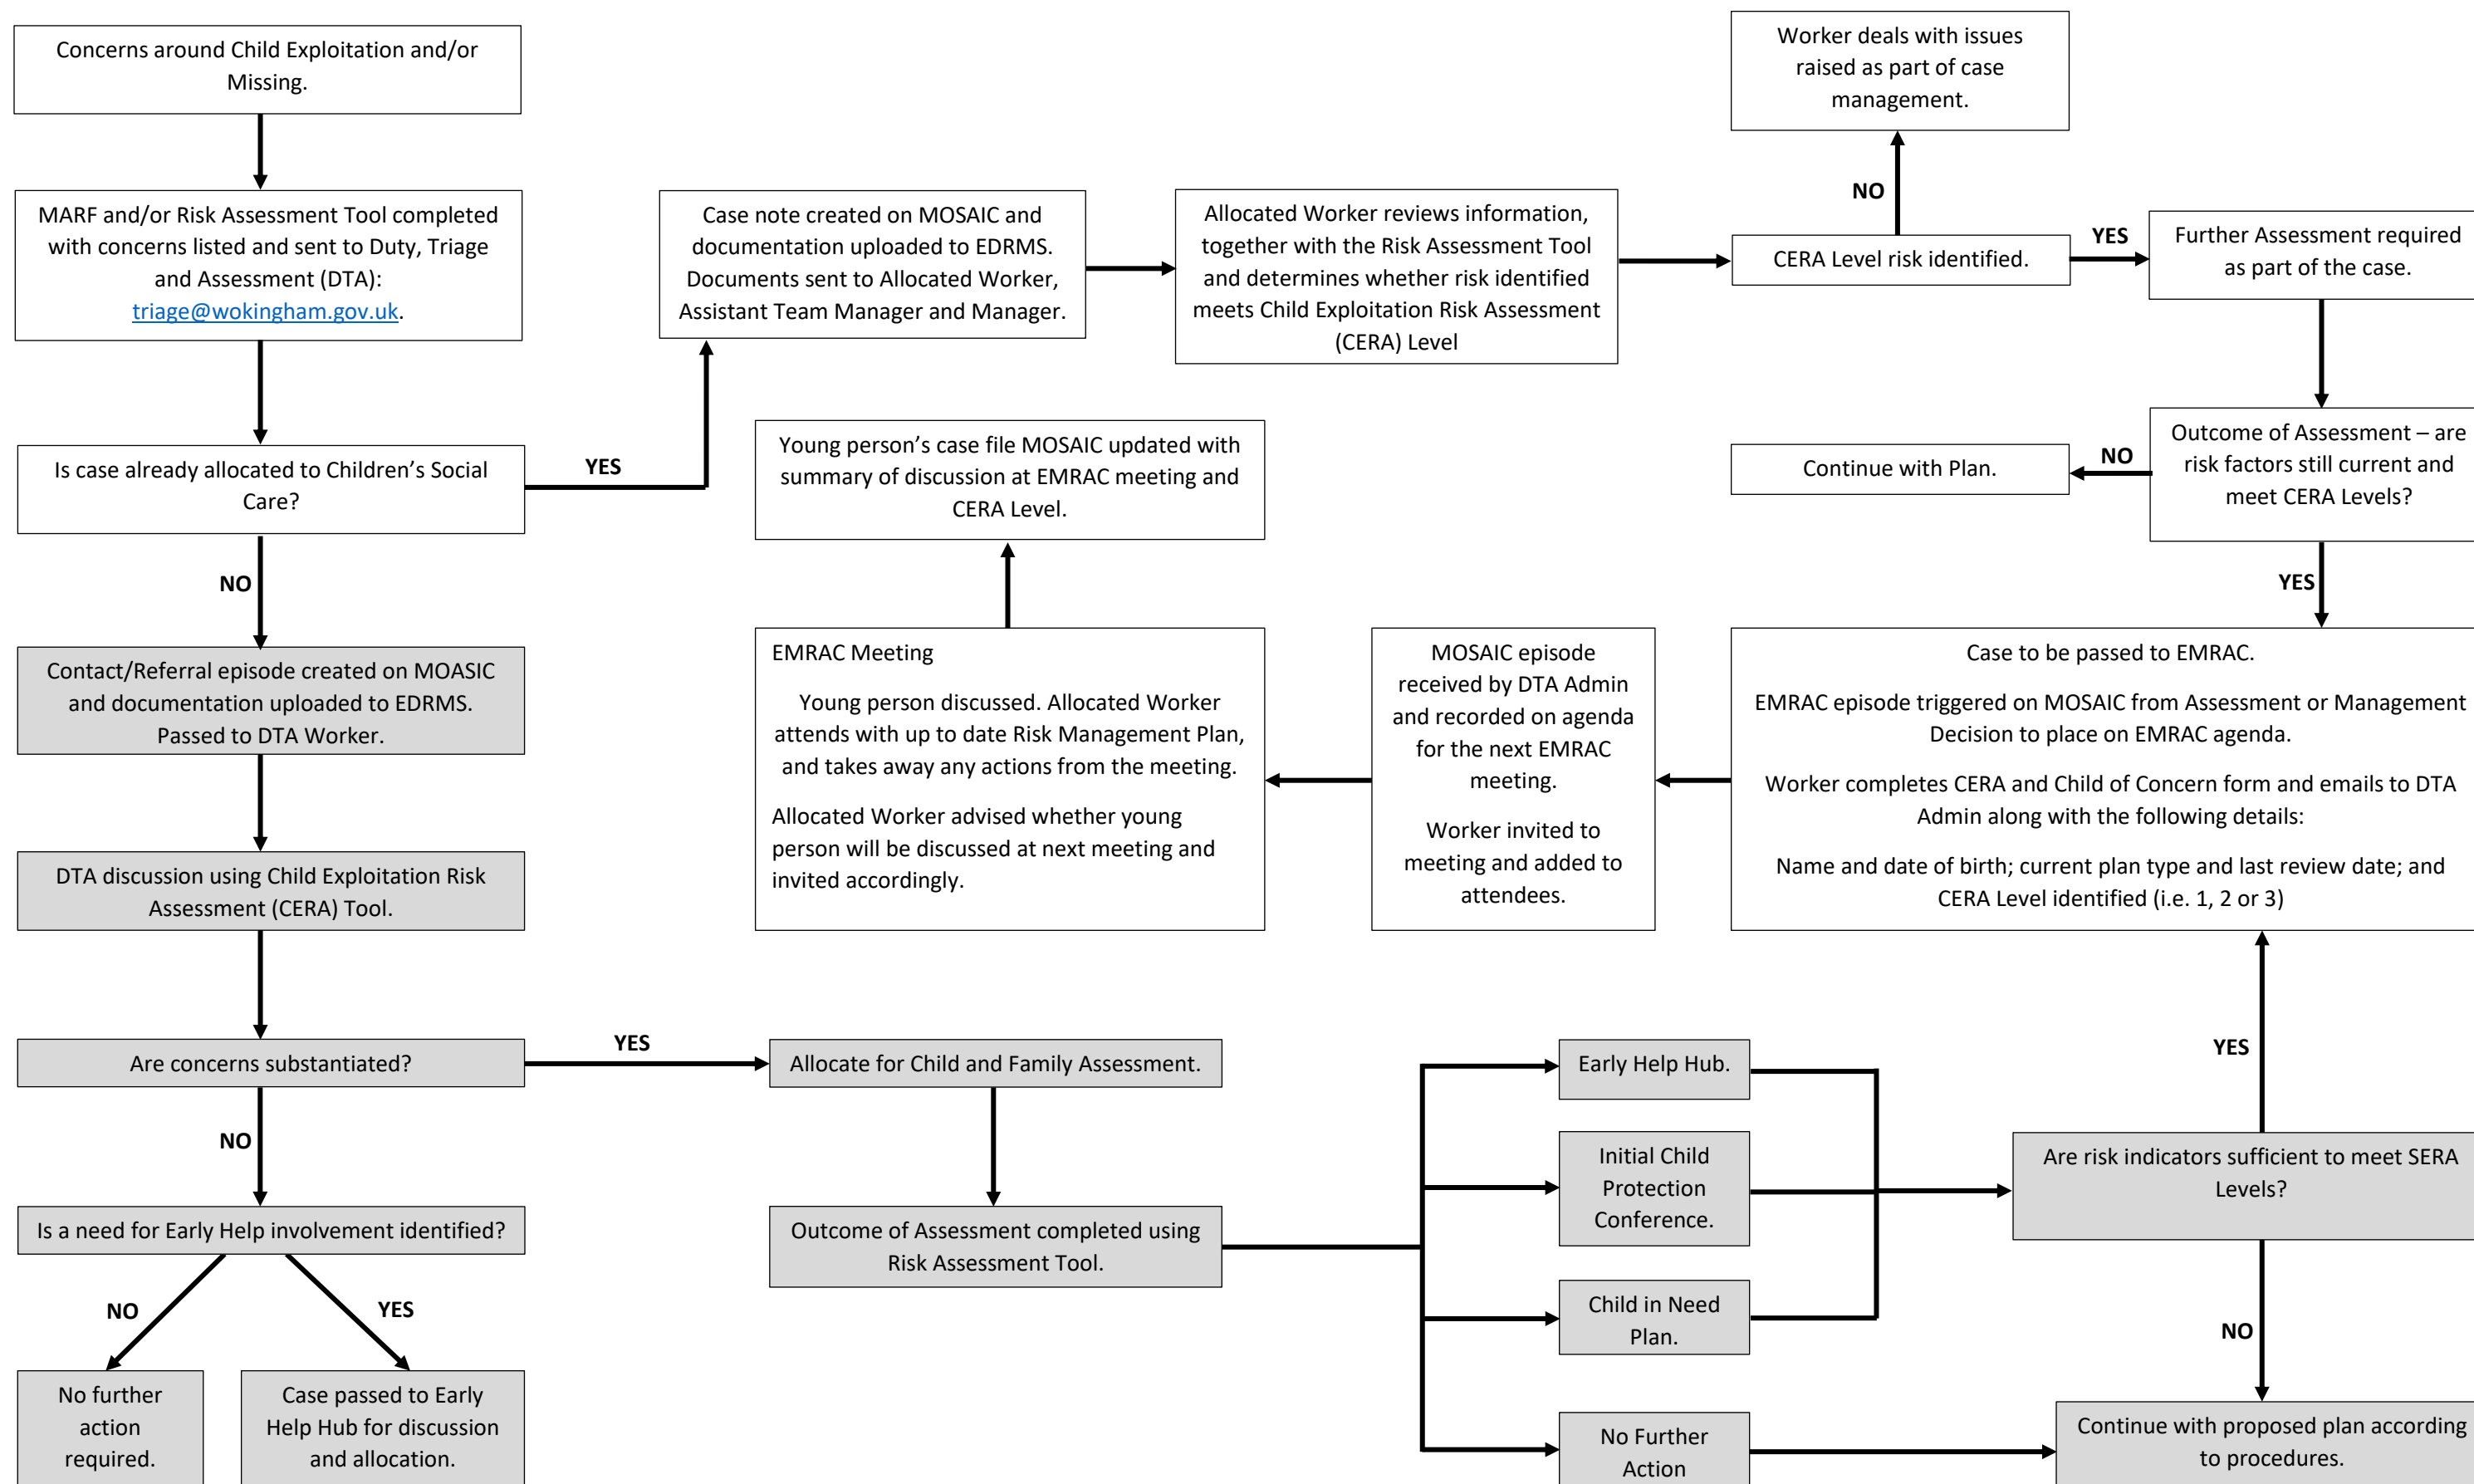 Concerns around Child Exploitation and/or
Missing.
MARF and/or Risk Assessment Tool completed
with concerns listed and sent to Duty, Triage
and Assessment (DTA):
triage@wokingham.gov.uk.
Is case already allocated to Children’s Social
Care?
YES
NO
Case note created on MOSAIC and
documentation uploaded to EDRMS.
Documents sent to Allocated Worker,
Assistant Team Manager and Manager.
Allocated Worker reviews information,
together with the Risk Assessment Tool
and determines whether risk identified
meets Child Exploitation Risk Assessment
(CERA) Level
CERA Level risk identified.
NO
Worker deals with issues
raised as part of case
management.
YES
Further Assessment required
as part of the case.
Outcome of Assessment – are
risk factors still current and
meet CERA Levels?
NO
Continue with Plan.
YES
Case to be passed to EMRAC.
EMRAC episode triggered on MOSAIC from Assessment or Management
Decision to place on EMRAC agenda.
Worker completes CERA and Child of Concern form and emails to DTA
Admin along with the following details:
Name and date of birth; current plan type and last review date; and
CERA Level identified (i.e. 1, 2 or 3)
MOSAIC episode
received by DTA Admin
and recorded on agenda
for the next EMRAC
meeting.
Worker invited to
meeting and added to
attendees.
EMRAC Meeting
Young person discussed. Allocated Worker
attends with up to date Risk Management Plan,
and takes away any actions from the meeting.
Allocated Worker advised whether young
person will be discussed at next meeting and
invited accordingly.
Young person’s case file MOSAIC updated with
summary of discussion at EMRAC meeting and
CERA Level.
Contact/Referral episode created on MOASIC
and documentation uploaded to EDRMS.
Passed to DTA Worker.
DTA discussion using Child Exploitation Risk
Assessment (CERA) Tool.
Are concerns substantiated?
YES
NO
Is a need for Early Help involvement identified?
NO
YES
No further
action
required.
Case passed to Early
Help Hub for discussion
and allocation.
Allocate for Child and Family Assessment.
Outcome of Assessment completed using
Risk Assessment Tool.
Early Help Hub.
Initial Child
Protection
Conference.
Child in Need
Plan.
No Further
Action
Are risk indicators sufficient to meet SERA
Levels?
YES
NO
Continue with proposed plan according
to procedures.